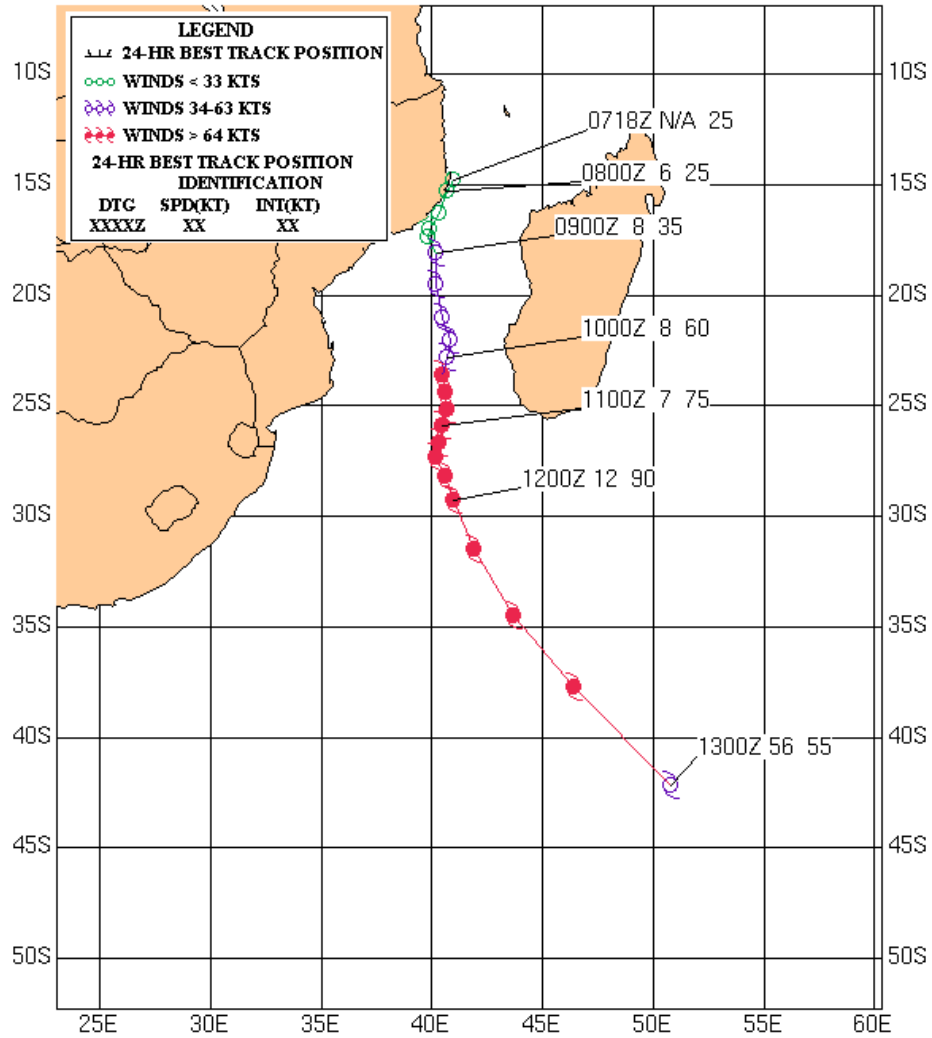 LEGEND
24-HR BEST TRACK POSITION
WINDS < 33 KTS
WINDS 34-63 KTS
WINDS > 64 KTS
24-HR BEST TRACK POSITION
IDENTIFICATION
DTG SPD(KT) INT(KT)
XXXXZ XX XX
0718Z N/A 25
0800Z 6 25
0900Z 8 35
1000Z 8 60
1100Z 7 75
1200Z 12 90
1300Z 56 55
10S 10S
15S 15S
20S 20S
25S 25S
30S 30S
35S 35S
40S 40S
45S 45S
50S 50S
25E 30E 35E 40E 45E 50E 55E 60E